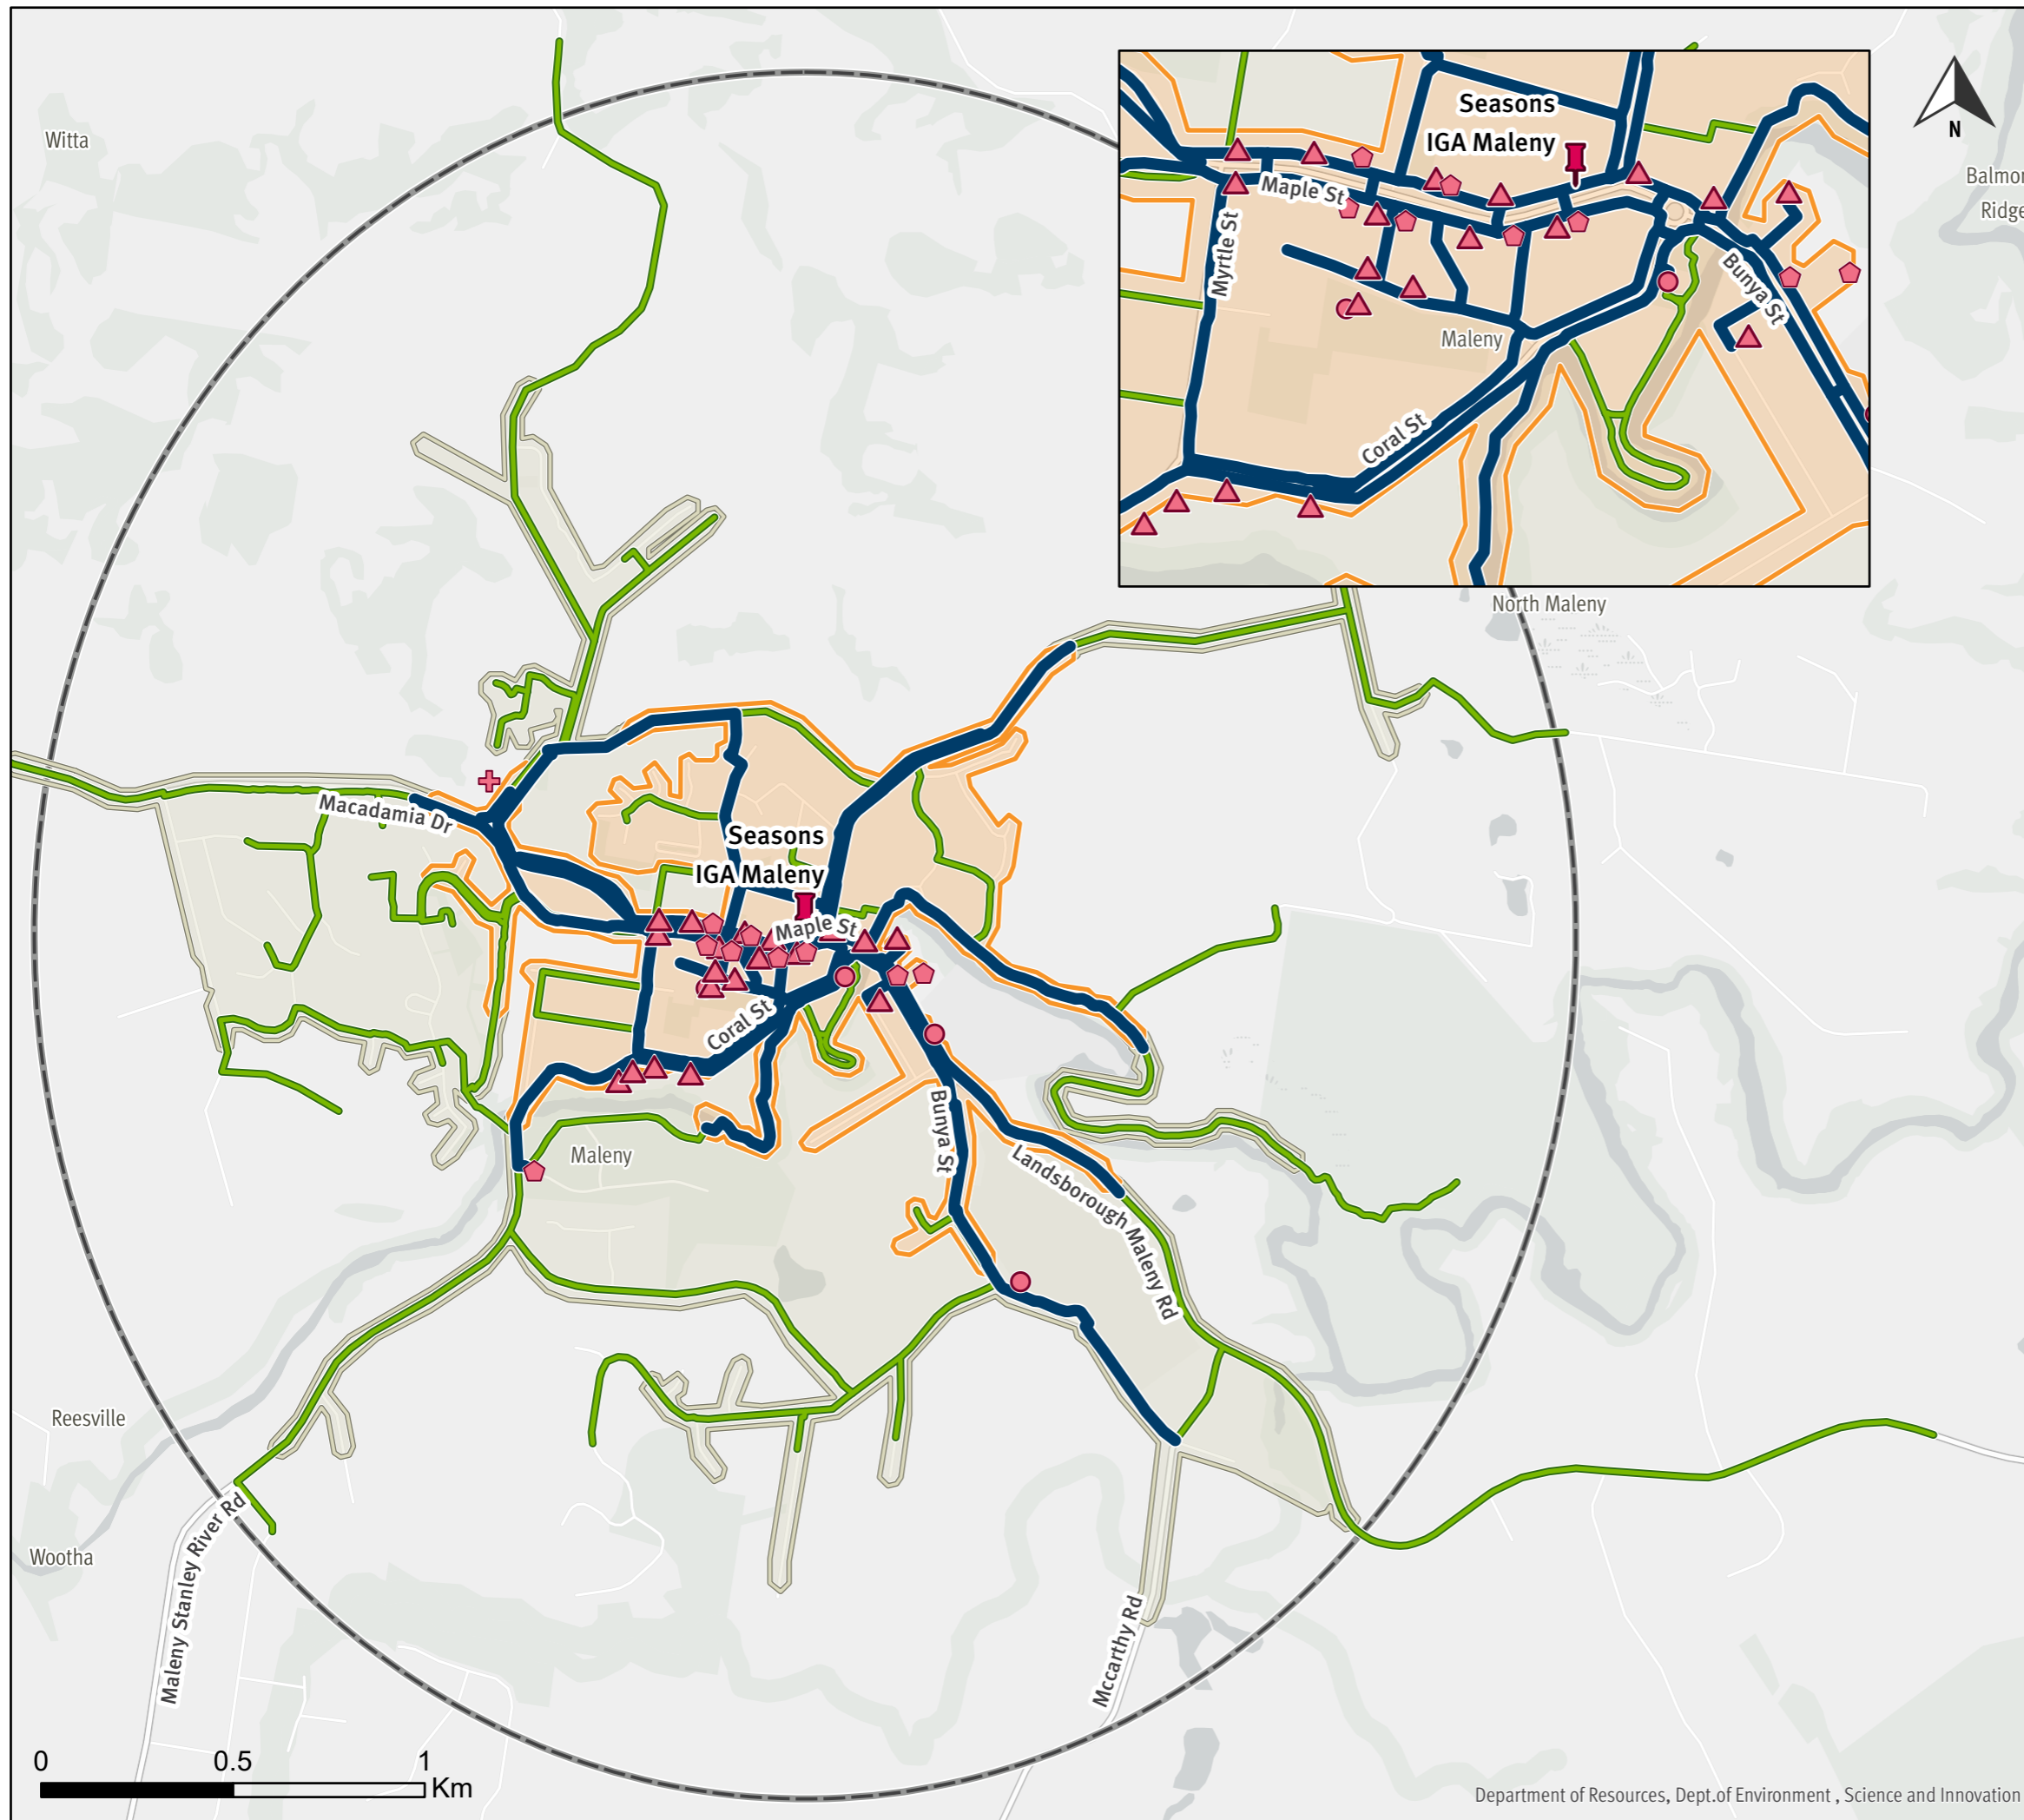 Witta
Seasons
IGA Maleny
Maple St
Myrtle St
Bunya St
Maleny
Coral St
N
Balmor
Ridge
North Maleny
Macadamia Dr
Seasons
IGA Maleny
Maple St
Coral St
Maleny
Bunya St
Landsborough Maleny Rd
Reesville
Wootha
Maleny Stanley River Rd
Mccarthy Rd
0 0.5 1
Km
Department of Resources, Dept.of Environment , Science and Innovation